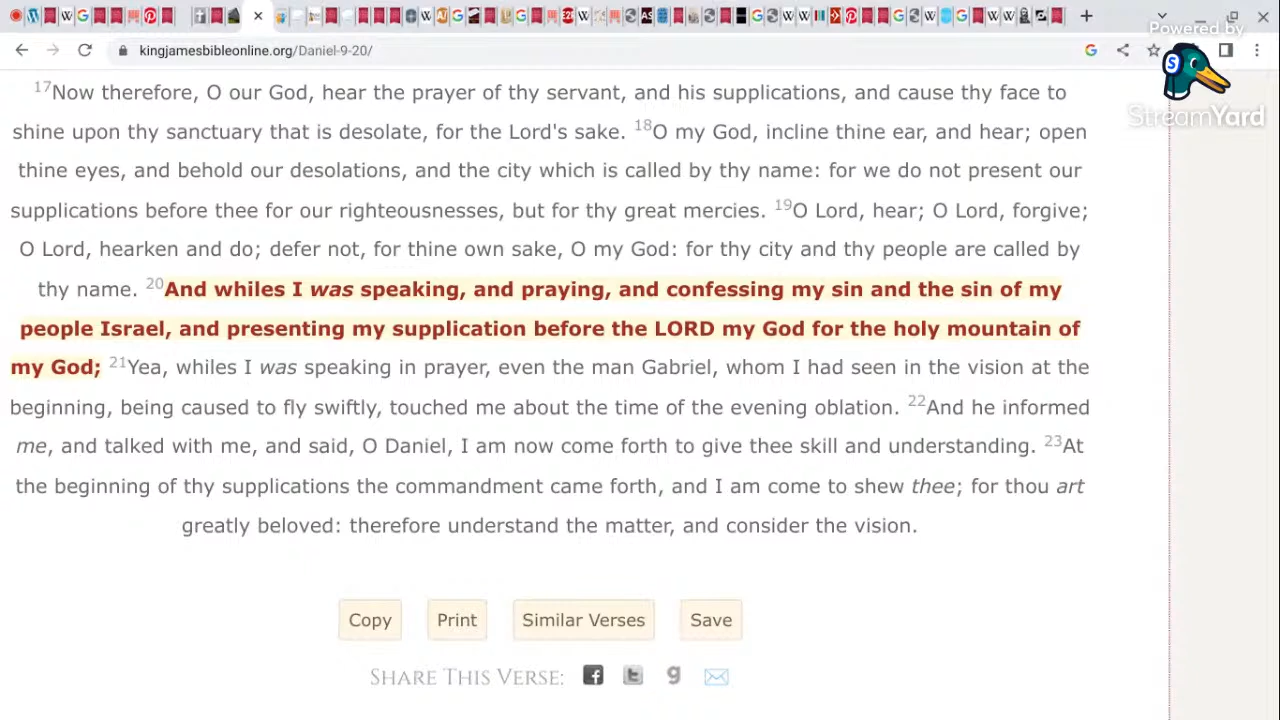 Powered by
StreamYard
kingjamesbibleonline.org/Daniel-9-20/
17Now therefore, O our God, hear the prayer of thy servant, and his supplications, and cause thy face to
shine upon thy sanctuary that is desolate, for the Lord's sake. 18O my God, incline thine ear, and hear; open
thine eyes, and behold our desolations, and the city which is called by thy name: for we do not present our
supplications before thee for our righteousnesses, but for thy great mercies. 19O Lord, hear; O Lord, forgive;
O Lord, hearken and do; defer not, for thine own sake, O my God: for thy city and thy people are called by
thy name. 20And whiles I was speaking, and praying, and confessing my sin and the sin of my
people Israel, and presenting my supplication before the LORD my God for the holy mountain of
my God; 21Yea, whiles I was speaking in prayer, even the man Gabriel, whom I had seen in the vision at the
beginning, being caused to fly swiftly, touched me about the time of the evening oblation. 22And he informed
me, and talked with me, and said, O Daniel, I am now come forth to give thee skill and understanding. 23At
the beginning of thy supplications the commandment came forth, and I am come to shew thee; for thou art
greatly beloved: therefore understand the matter, and consider the vision.
Copy Print Similar Verses Save
SHARE THIS VERSE: